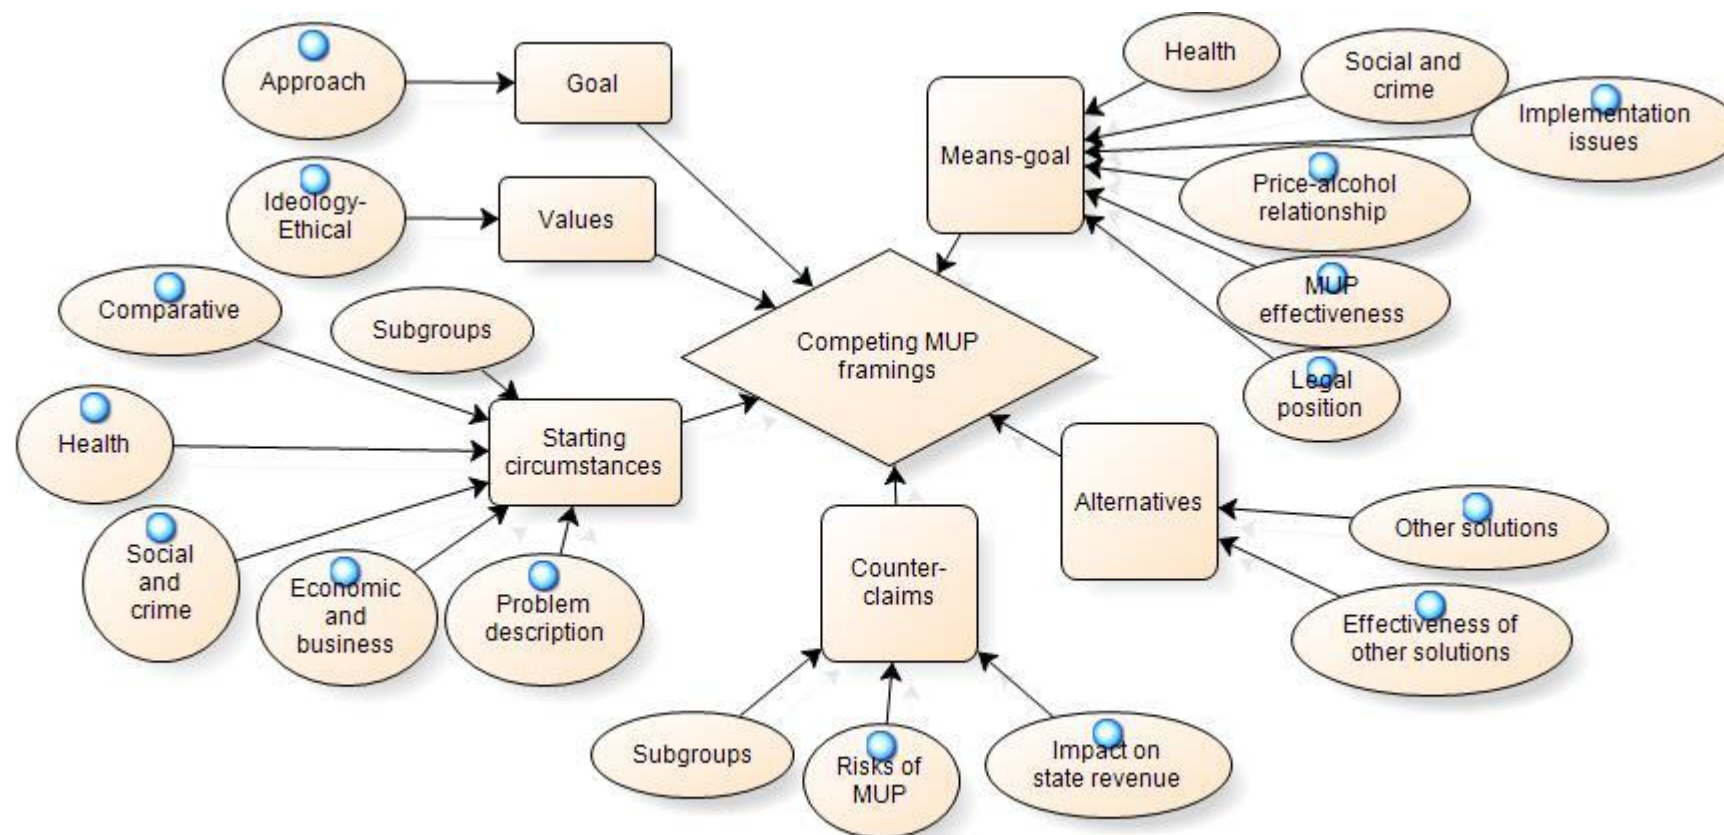 Approach
Goal
Health
Social and
crime
Implementation
issues
Means-goal
Price-alcohol
relationship
Ideology-
Ethical
Values
MUP
effectiveness
Comparative
Subgroups
Competing MUP
framings
Legal
position
Health
Starting
circumstances
Alternatives
Other solutions
Social
and
crime
Economic
and
business
Problem
description
Counter-
claims
Effectiveness of
other solutions
Subgroups
Risks of
MUP
Impact on
state revenue